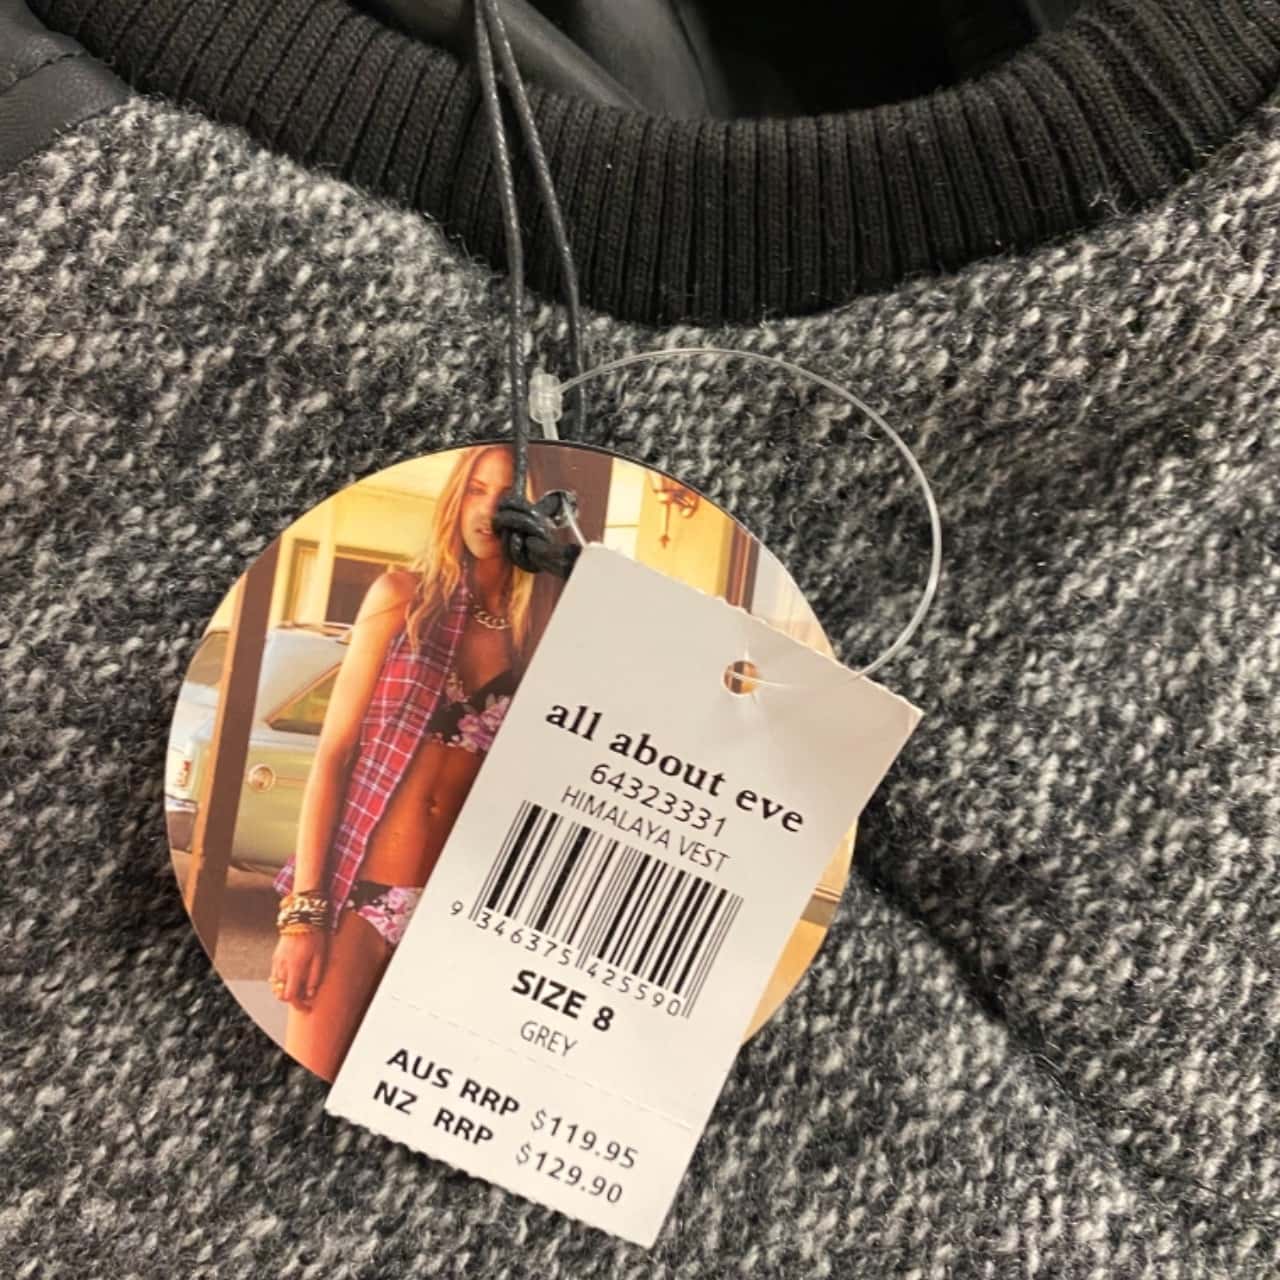 all about eve
64323331
HIMALAYA VEST
9 346375 425590
SIZE 8
GREY
AUS RRP $119.95
NZ RRP $129.90